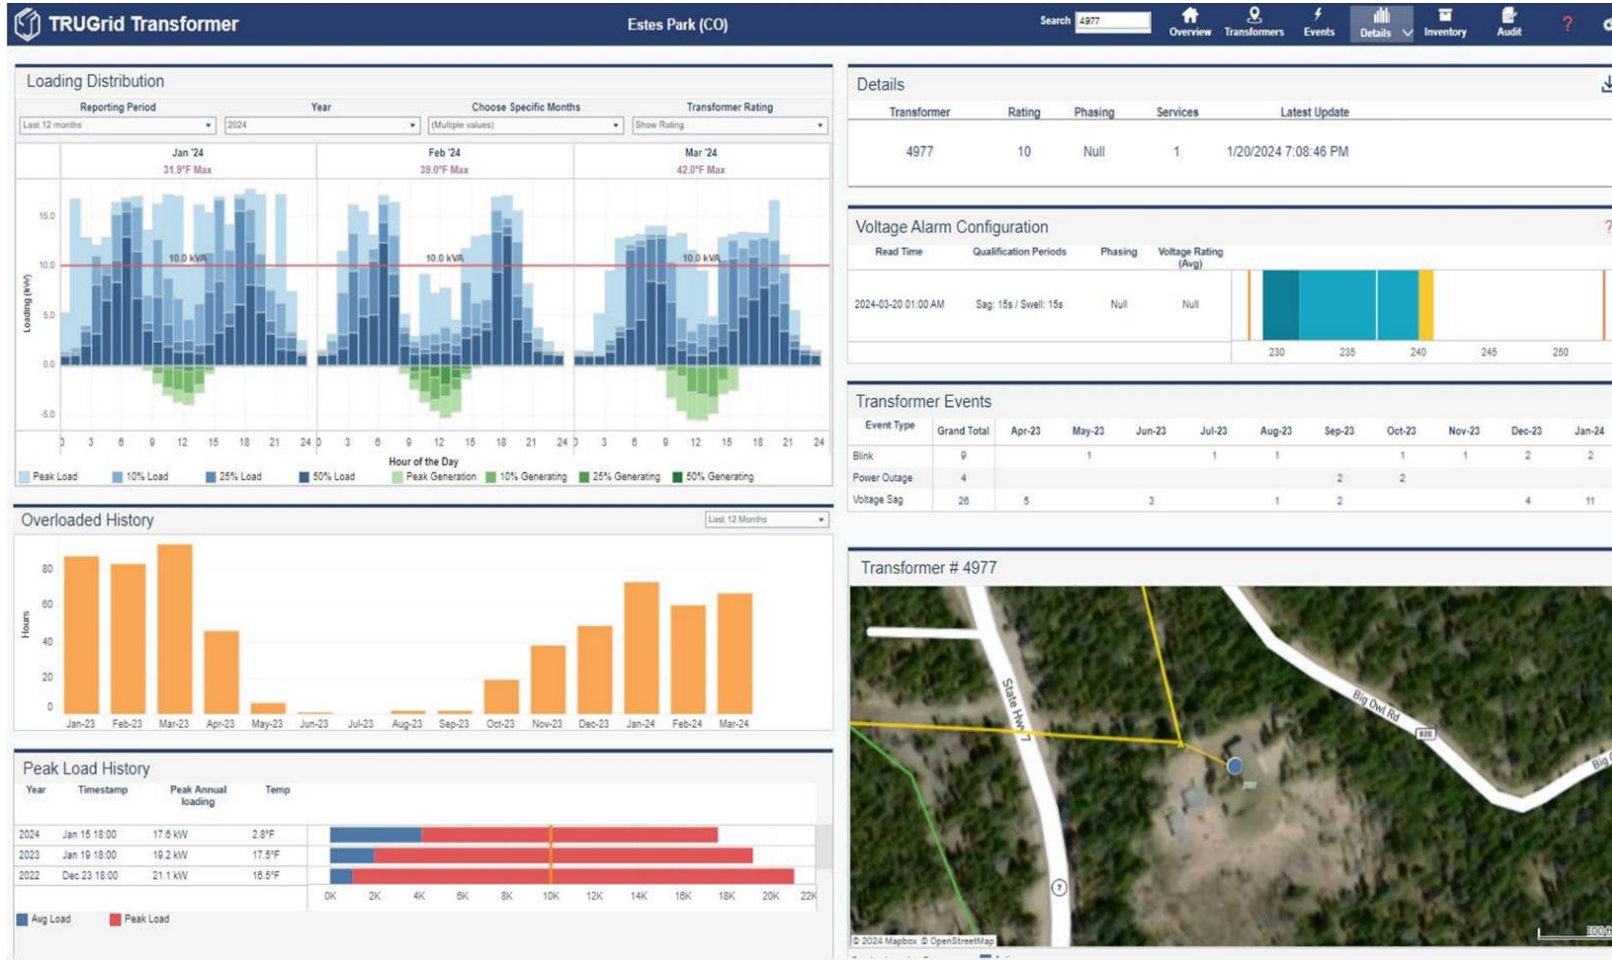 TRUGrid Transformer
Estes Park (CO)
Search 4977
Overview Transformers Events Details Inventory Audit ?
Loading Distribution
Reporting Period Year Choose Specific Months Transformer Rating
Last 12 months 2024 (Multiple values) Show Rating
Jan '24 Feb '24 Mar '24
31.9°F Max 39.0°F Max 42.0°F Max
Loading (kW)
15.0
10.0
5.0
0.0
-5.0
10.0 kVA 10.0 kVA 10.0 kVA
0 3 6 9 12 15 18 21 24 0 3 6 9 12 15 18 21 24 0 3 6 9 12 15 18 21 24
Hour of the Day
Peak Load 10% Load 25% Load 50% Load Peak Generation 10% Generating 25% Generating 50% Generating
Overloaded History
Last 12 Months
Hours
80
60
40
20
0
Jan-23 Feb-23 Mar-23 Apr-23 May-23 Jun-23 Jul-23 Aug-23 Sep-23 Oct-23 Nov-23 Dec-23 Jan-24 Feb-24 Mar-24
Peak Load History
Year Timestamp Peak Annual loading Temp
2024 Jan 15 18:00 17.6 kW 2.8°F
2023 Jan 19 18:00 19.2 kW 17.5°F
2022 Dec 23 18:00 21.1 kW 16.5°F
0K 2K 4K 6K 8K 10K 12K 14K 16K 18K 20K 22K
Avg Load Peak Load
Details
Transformer Rating Phasing Services Latest Update
4977 10 Null 1 1/20/2024 7:08:46 PM
Voltage Alarm Configuration
?
Read Time Qualification Periods Phasing Voltage Rating
(Avg)
2024-03-20 01:00 AM Sag: 15s / Swell: 15s Null Null
230 235 240 245 250
Transformer Events
Event Type Grand Total Apr-23 May-23 Jun-23 Jul-23 Aug-23 Sep-23 Oct-23 Nov-23 Dec-23 Jan-24
Blink 9 1 1 1 1 1 2 2
Power Outage 4 2 2
Voltage Sag 26 5 3 1 2 4 11
Transformer # 4977
State Hwy 7
Big Owl Rd
Big
7
© 2024 Mapbox © OpenStreetMap